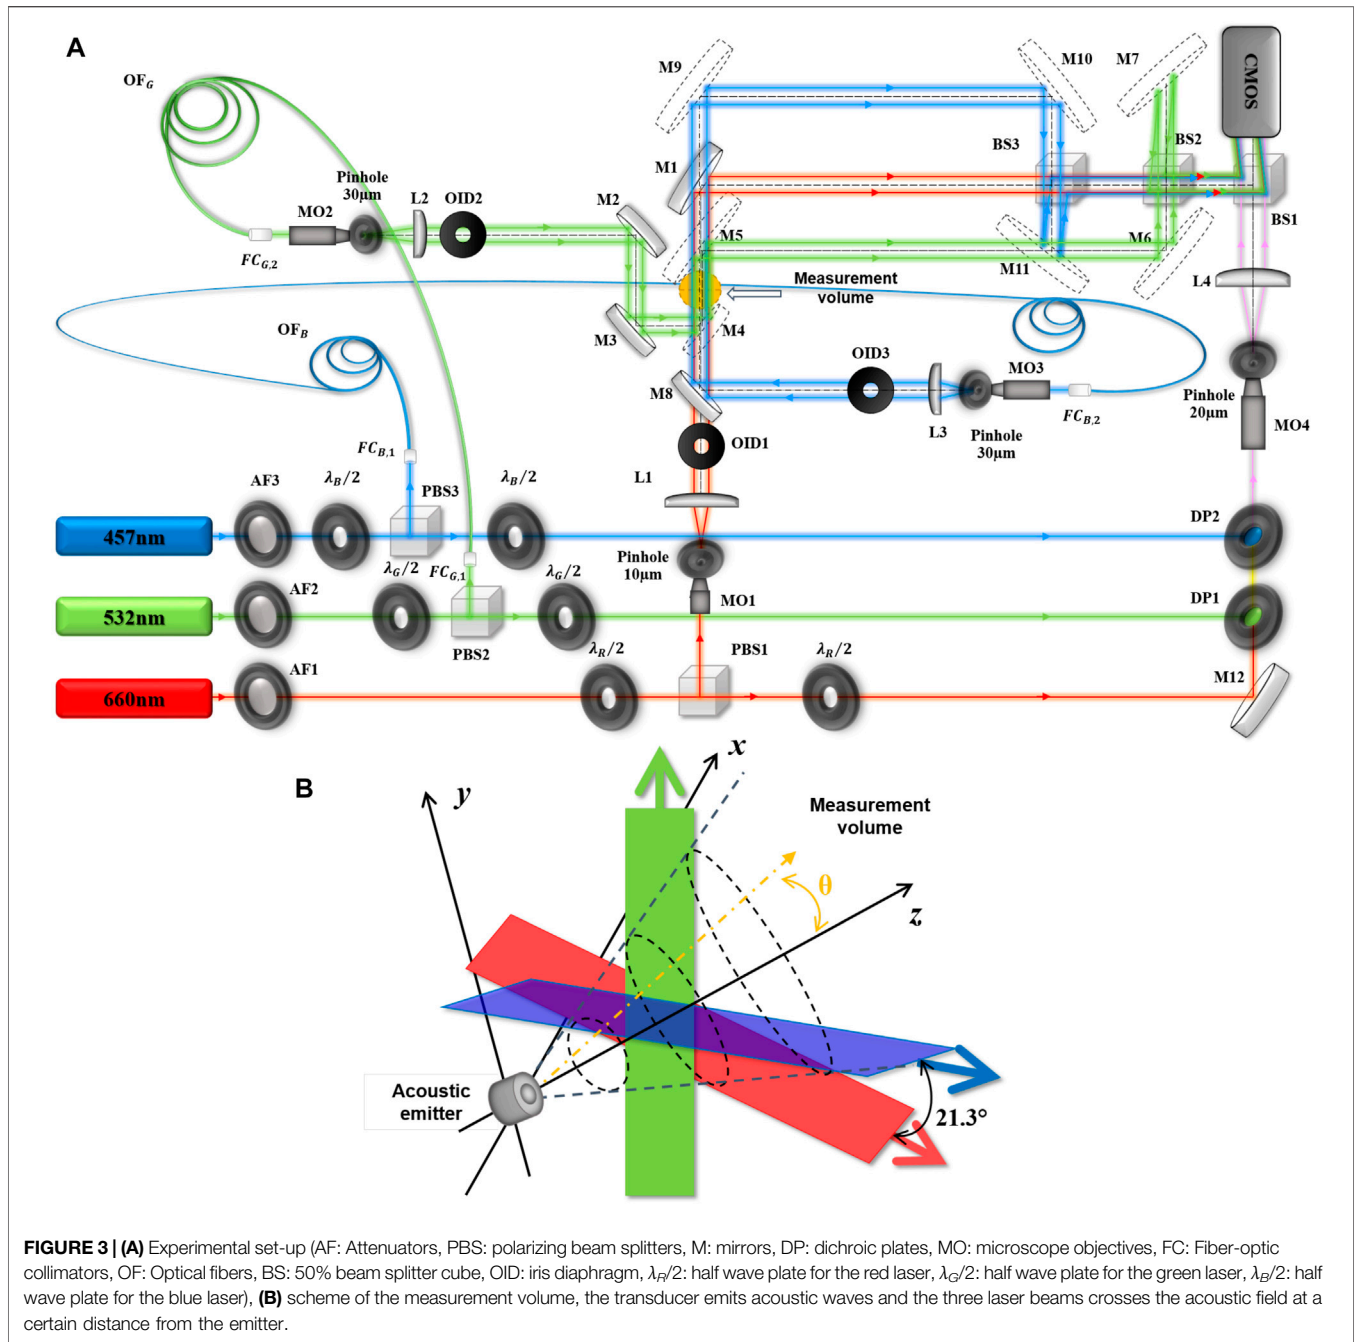 A
OF_G
M9
M10
M7
CMOS
M1
BS3
BS2
Pinhole
30μm
L2
OID2
MO2
M2
BS1
FC_G,2
M5
M6
M11
L4
Measurement
volume
OF_B
M3
M4
OID3
MO3
M8
Pinhole
20μm
FC_B,2
L3
Pinhole
30μm
MO4
OID1
FC_B,1
L1
AF3
λ_B/2
PBS3
λ_B/2
DP2
457nm
Pinhole
10μm
FC_G,1
λ_G/2
λ_G/2
AF2
MO1
DP1
532nm
PBS2
λ_R/2
PBS1
λ_R/2
AF1
M12
660nm
B
x
y
Measurement
volume
θ
z
Acoustic
emitter
21.3°
FIGURE 3 | (A) Experimental set-up (AF: Attenuators, PBS: polarizing beam splitters, M: mirrors, DP: dichroic plates, MO: microscope objectives, FC: Fiber-optic
collimators, OF: Optical fibers, BS: 50% beam splitter cube, OID: iris diaphragm, λ_R/2: half wave plate for the red laser, λ_G/2: half wave plate for the green laser, λ_B/2: half
wave plate for the blue laser), (B) scheme of the measurement volume, the transducer emits acoustic waves and the three laser beams crosses the acoustic field at a
certain distance from the emitter.